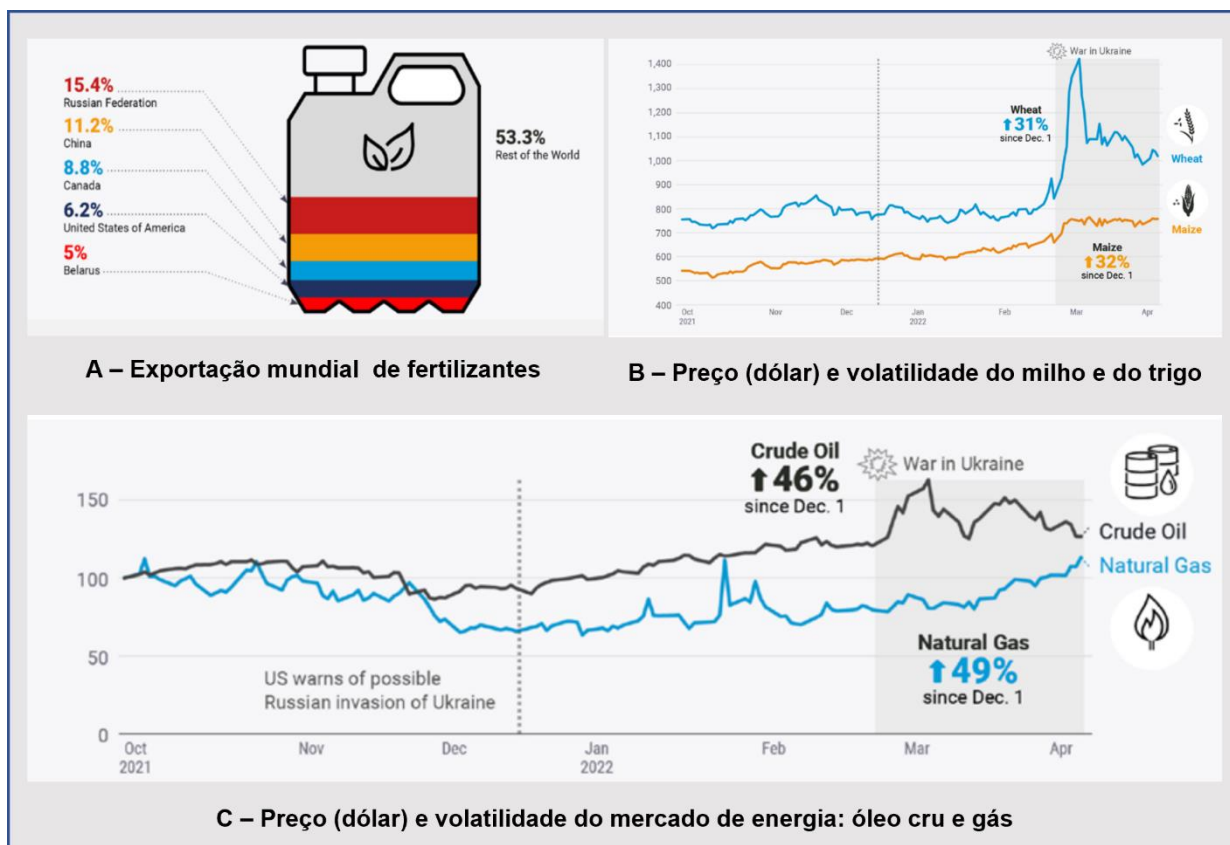 15.4%
Russian Federation
11.2%
China
8.8%
Canada
6.2%
United States of America
5%
Belarus
53.3%
Rest of the World
A – Exportação mundial de fertilizantes
War in Ukraine
1,400
1,300
1,200
1,100
1,000
900
800
700
600
500
400
Wheat
31%
since Dec. 1
Wheat
Maize
Maize
32%
since Dec. 1
Oct
2021
Nov
Dec
Jan
2022
Feb
Mar
Apr
B – Preço (dólar) e volatilidade do milho e do trigo
Crude Oil
46%
since Dec. 1
War in Ukraine
150
100
50
0
Crude Oil
Natural Gas
Natural Gas
49%
since Dec. 1
US warns of possible
Russian invasion of Ukraine
Oct
2021
Nov
Dec
Jan
2022
Feb
Mar
Apr
C – Preço (dólar) e volatilidade do mercado de energia: óleo cru e gás